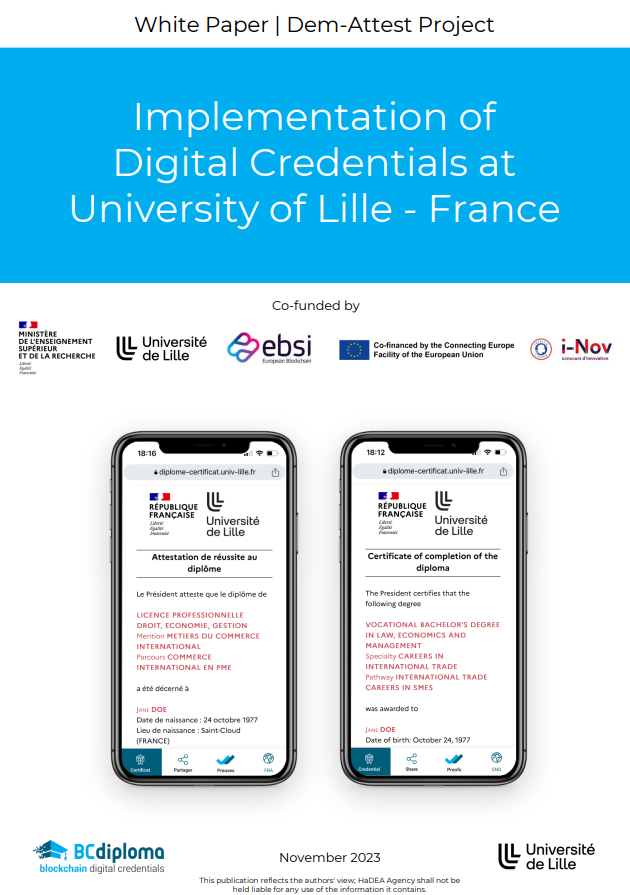 White Paper | Dem-Attest Project
Implementation of
Digital Credentials at
University of Lille - France
Co-funded by
MINISTÈRE
DE L'ENSEIGNEMENT
SUPÉRIEUR
ET DE LA RECHERCHE
Liberté
Égalité
Fraternité
Université
de Lille
ebsi
European Blockchain
Co-financed by the Connecting Europe
Facility of the European Union
i-Nov
concours d'innovation
18:16
diplome-certificat.univ-lille.fr
RÉPUBLIQUE
FRANÇAISE
Liberté
Égalité
Fraternité
Université
de Lille
Attestation de réussite au
diplôme
Le Président atteste que le diplôme de
LICENCE PROFESSIONNELLE
DROIT, ECONOMIE, GESTION
Mention METIERS DU COMMERCE
INTERNATIONAL
Parcours COMMERCE
INTERNATIONAL EN PME
a été décerné à
JANE DOE
Date de naissance : 24 octobre 1977
Lieu de naissance : Saint-Cloud
(FRANCE)
Certificat
Partager
Preuves
FRA
18:12
diplome-certificat.univ-lille.fr
RÉPUBLIQUE
FRANÇAISE
Liberté
Égalité
Fraternité
Université
de Lille
Certificate of completion of the
diploma
The President certifies that the
following degree
VOCATIONAL BACHELOR'S DEGREE
IN LAW, ECONOMICS AND
MANAGEMENT
Specialty CAREERS IN
INTERNATIONAL TRADE
Pathway INTERNATIONAL TRADE
CAREERS IN SMES
was awarded to
JANE DOE
Date of birth: October 24, 1977
Credential
Share
Proofs
ENG
BCdiploma
blockchain digital credentials
November 2023
Université
de Lille
This publication reflects the authors' view; HaDEA Agency shall not be
held liable for any use of the information it contains.